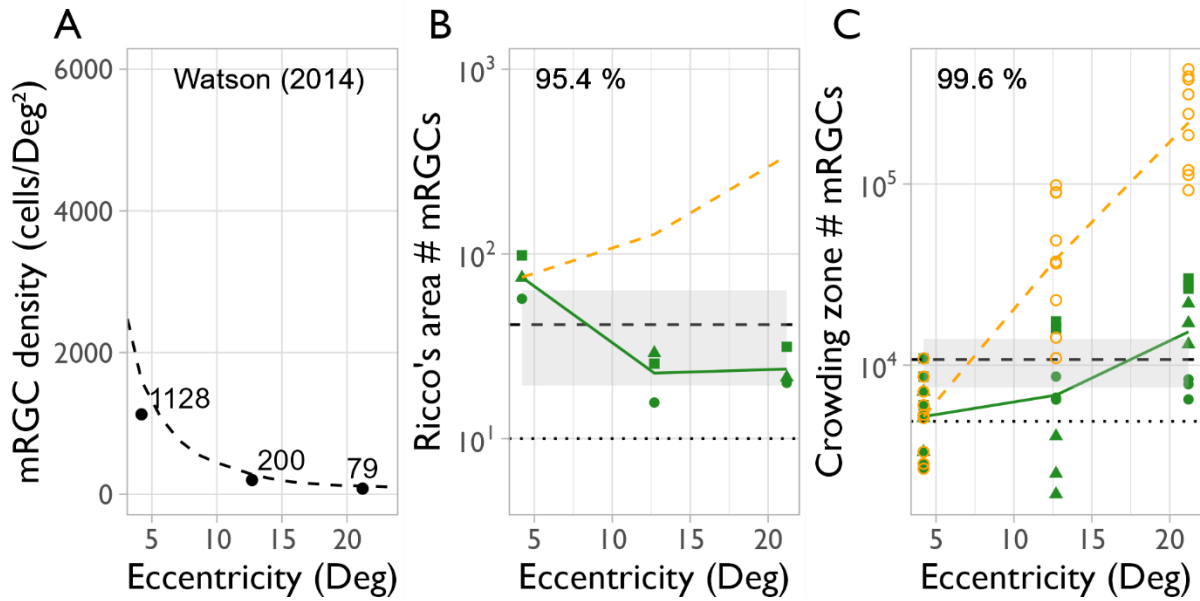 A
mRGC density (cells/Deg²)
6000
4000
2000
0
Watson (2014)
1128
200
79
5
10
15
20
Eccentricity (Deg)
B
Ricco's area # mRGCs
10³
10²
10¹
95.4 %
5
10
15
20
Eccentricity (Deg)
C
Crowding zone # mRGCs
10⁵
10⁴
99.6 %
5
10
15
20
Eccentricity (Deg)